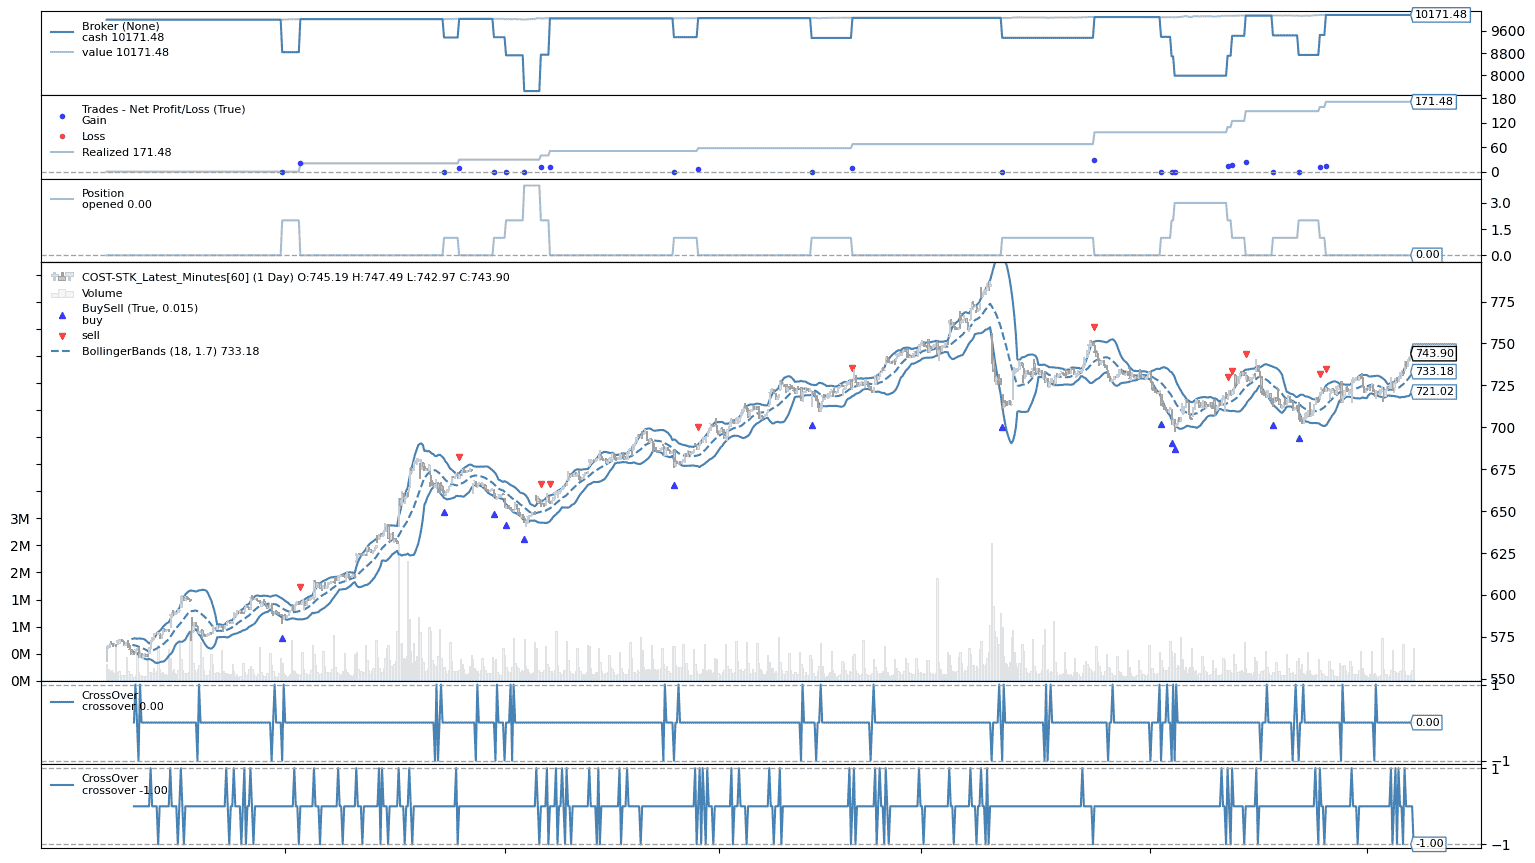 Broker (None)
cash 10171.48
value 10171.48
10171.48
9600
8800
8000
Trades - Net Profit/Loss (True)
Gain
Loss
Realized 171.48
171.48
180
120
60
0
Position
opened 0.00
3.0
1.5
0.00
0.0
COST-STK_Latest_Minutes[60] (1 Day) O:745.19 H:747.49 L:742.97 C:743.90
Volume
BuySell (True, 0.015)
buy
sell
BollingerBands (18, 1.7) 733.18
775
750
743.90
733.18
725
721.02
700
675
650
625
600
575
550
3M
2M
2M
1M
1M
0M
0M
CrossOver
crossover 0.00
1
0.00
−1
CrossOver
crossover -1.00
1
-1.00
−1